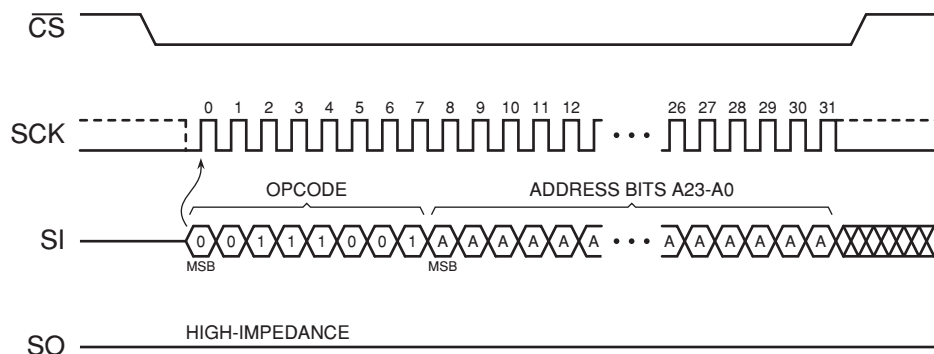 CS
SCK
0 1 2 3 4 5 6 7 8 9 10 11 12 26 27 28 29 30 31
OPCODE
ADDRESS BITS A23-A0
SI
0 0 1 1 1 0 0 1 A A A A A A A A A A A A
MSB
MSB
SO
HIGH-IMPEDANCE